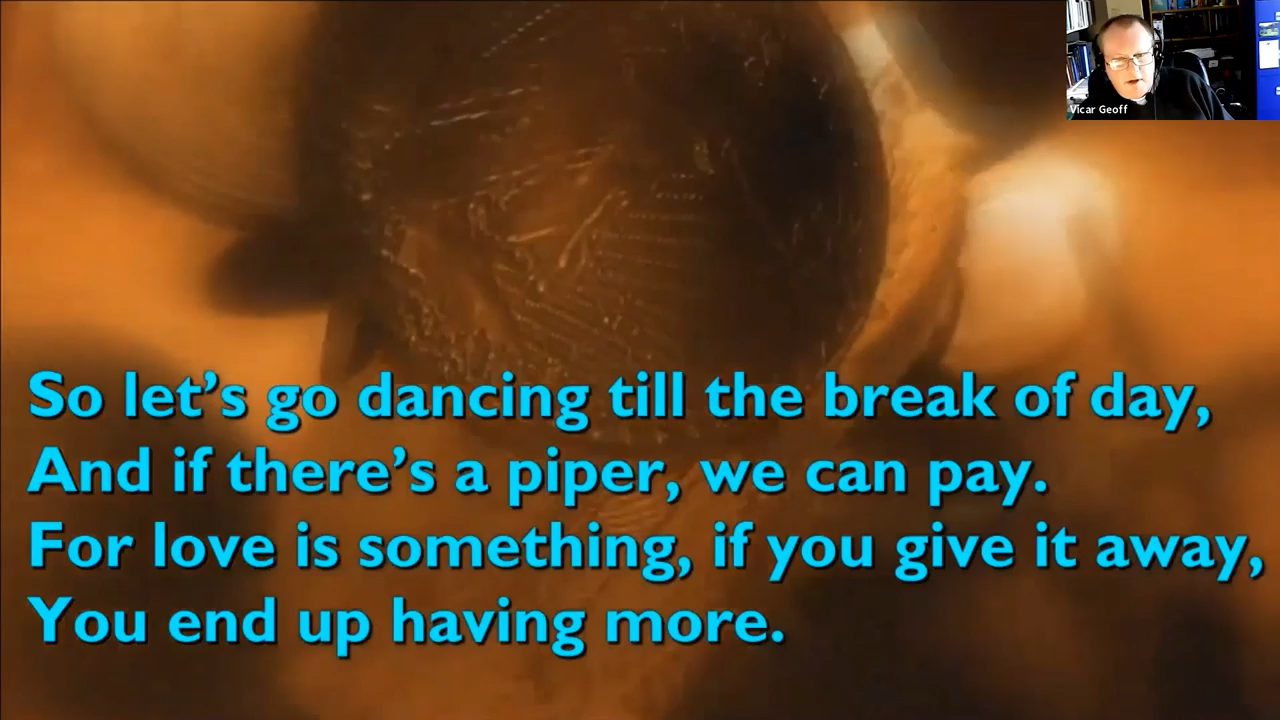 Vicar Geoff
So let’s go dancing till the break of day,
And if there’s a piper, we can pay.
For love is something, if you give it away,
You end up having more.